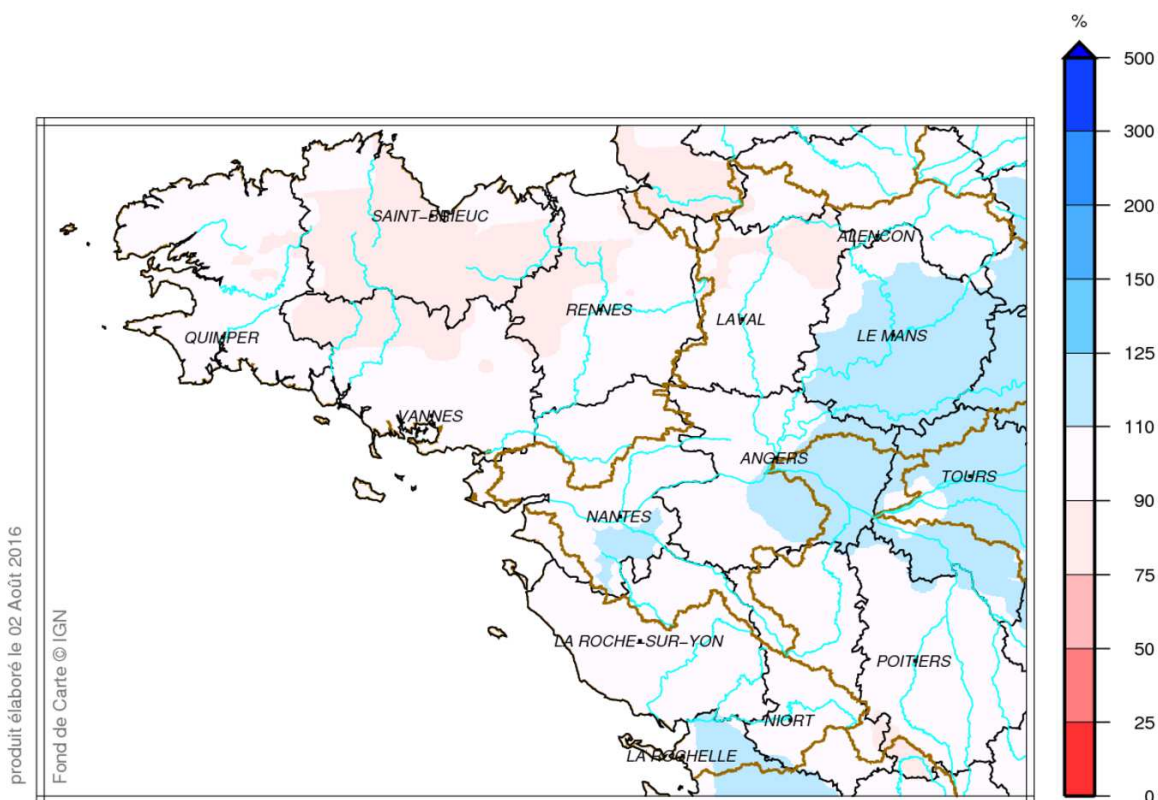 %
500
300
200
150
125
110
90
75
50
25
0
SAINT-BRIEUC
ALENCON
QUIMPER
RENNES
LAVAL
LE MANS
VANNES
ANGERS
TOURS
NANTES
LA ROCHE-SUR-YON
POITIERS
NIORT
LA ROCHELLE
produit élaboré le 02 Août 2016
Fond de Carte © IGN